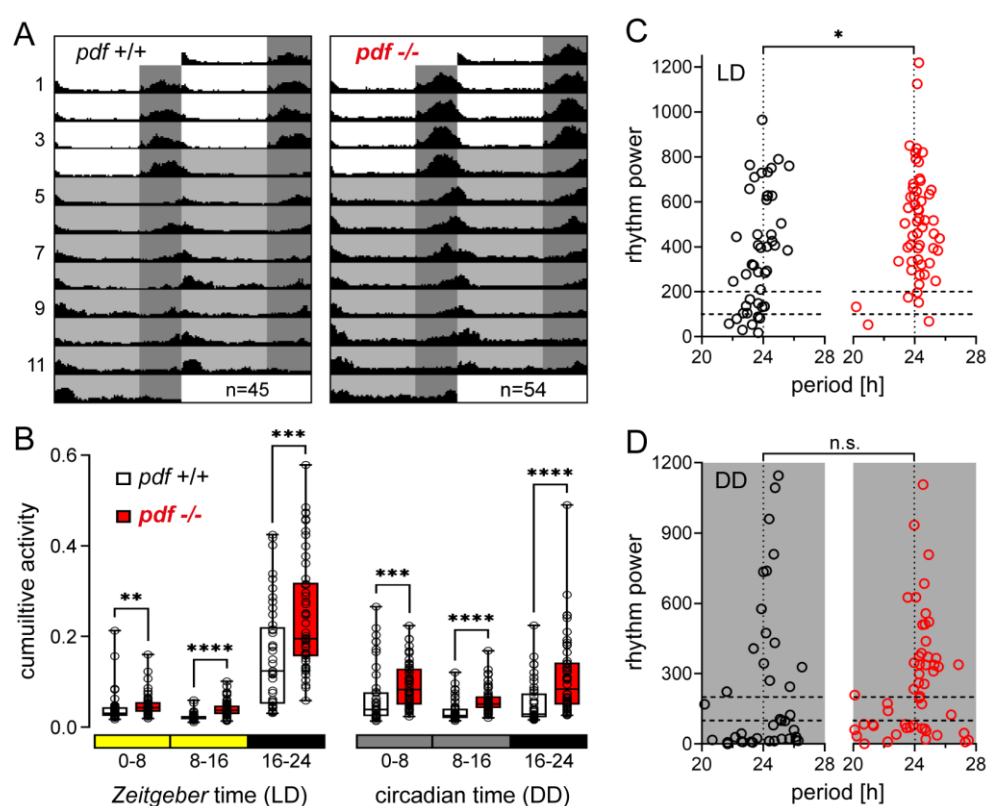 A
pdf +/+
pdf -/-
1
3
5
7
9
11
n=45
n=54
B
cumuiltive activity
0.6
0.4
0.2
0.0
pdf +/+
pdf -/-
**
****
***
***
****
****
0-8
8-16
16-24
0-8
8-16
16-24
Zeitgeber time (LD)
circadian time (DD)
C
*
LD
rhythm power
1200
1000
800
600
400
200
0
20
24
28
20
24
28
period [h]
D
n.s.
DD
rhythm power
1200
900
600
300
0
20
24
28
20
24
28
period [h]